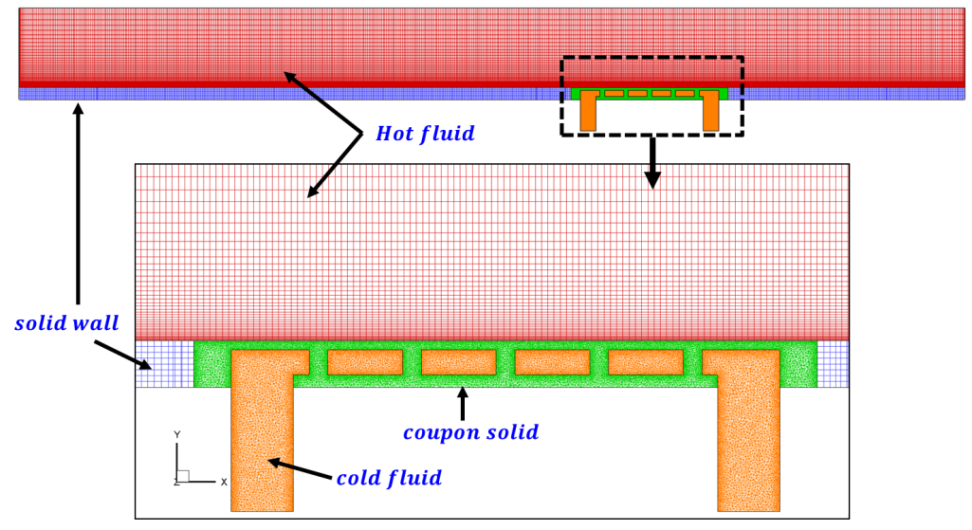 Hot fluid
solid wall
coupon solid
cold fluid
Y
Z
X